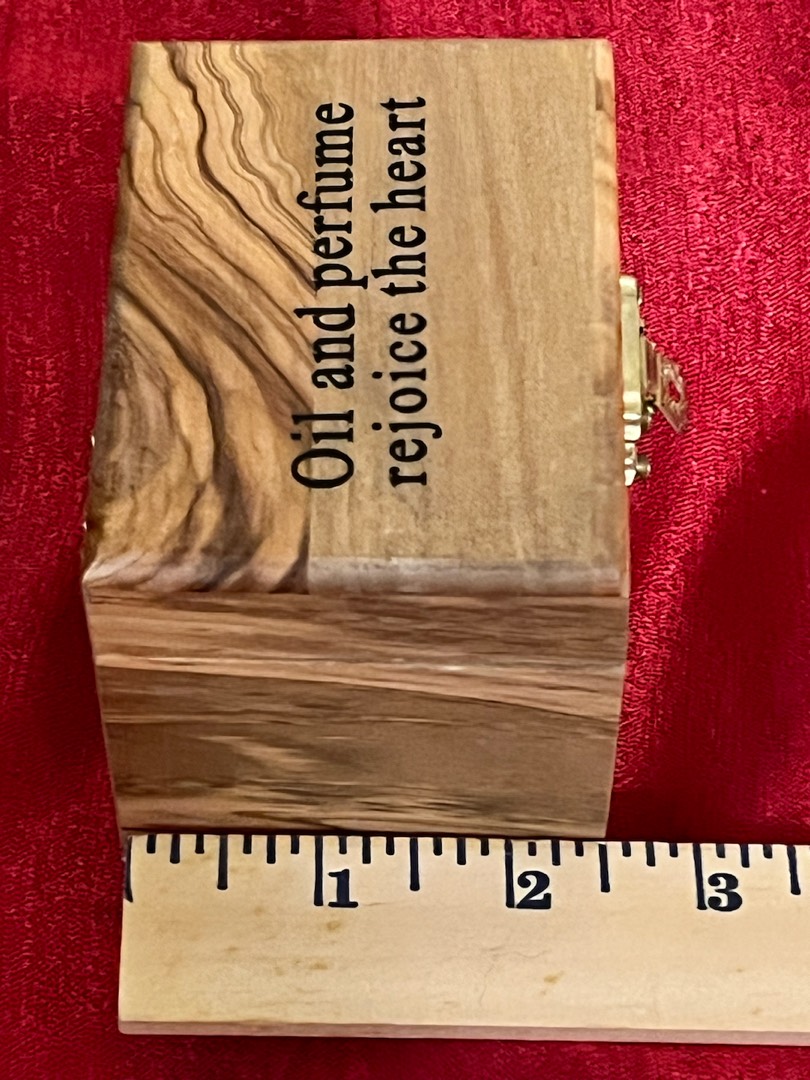 Oil and perfume
rejoice the heart
1 2 3